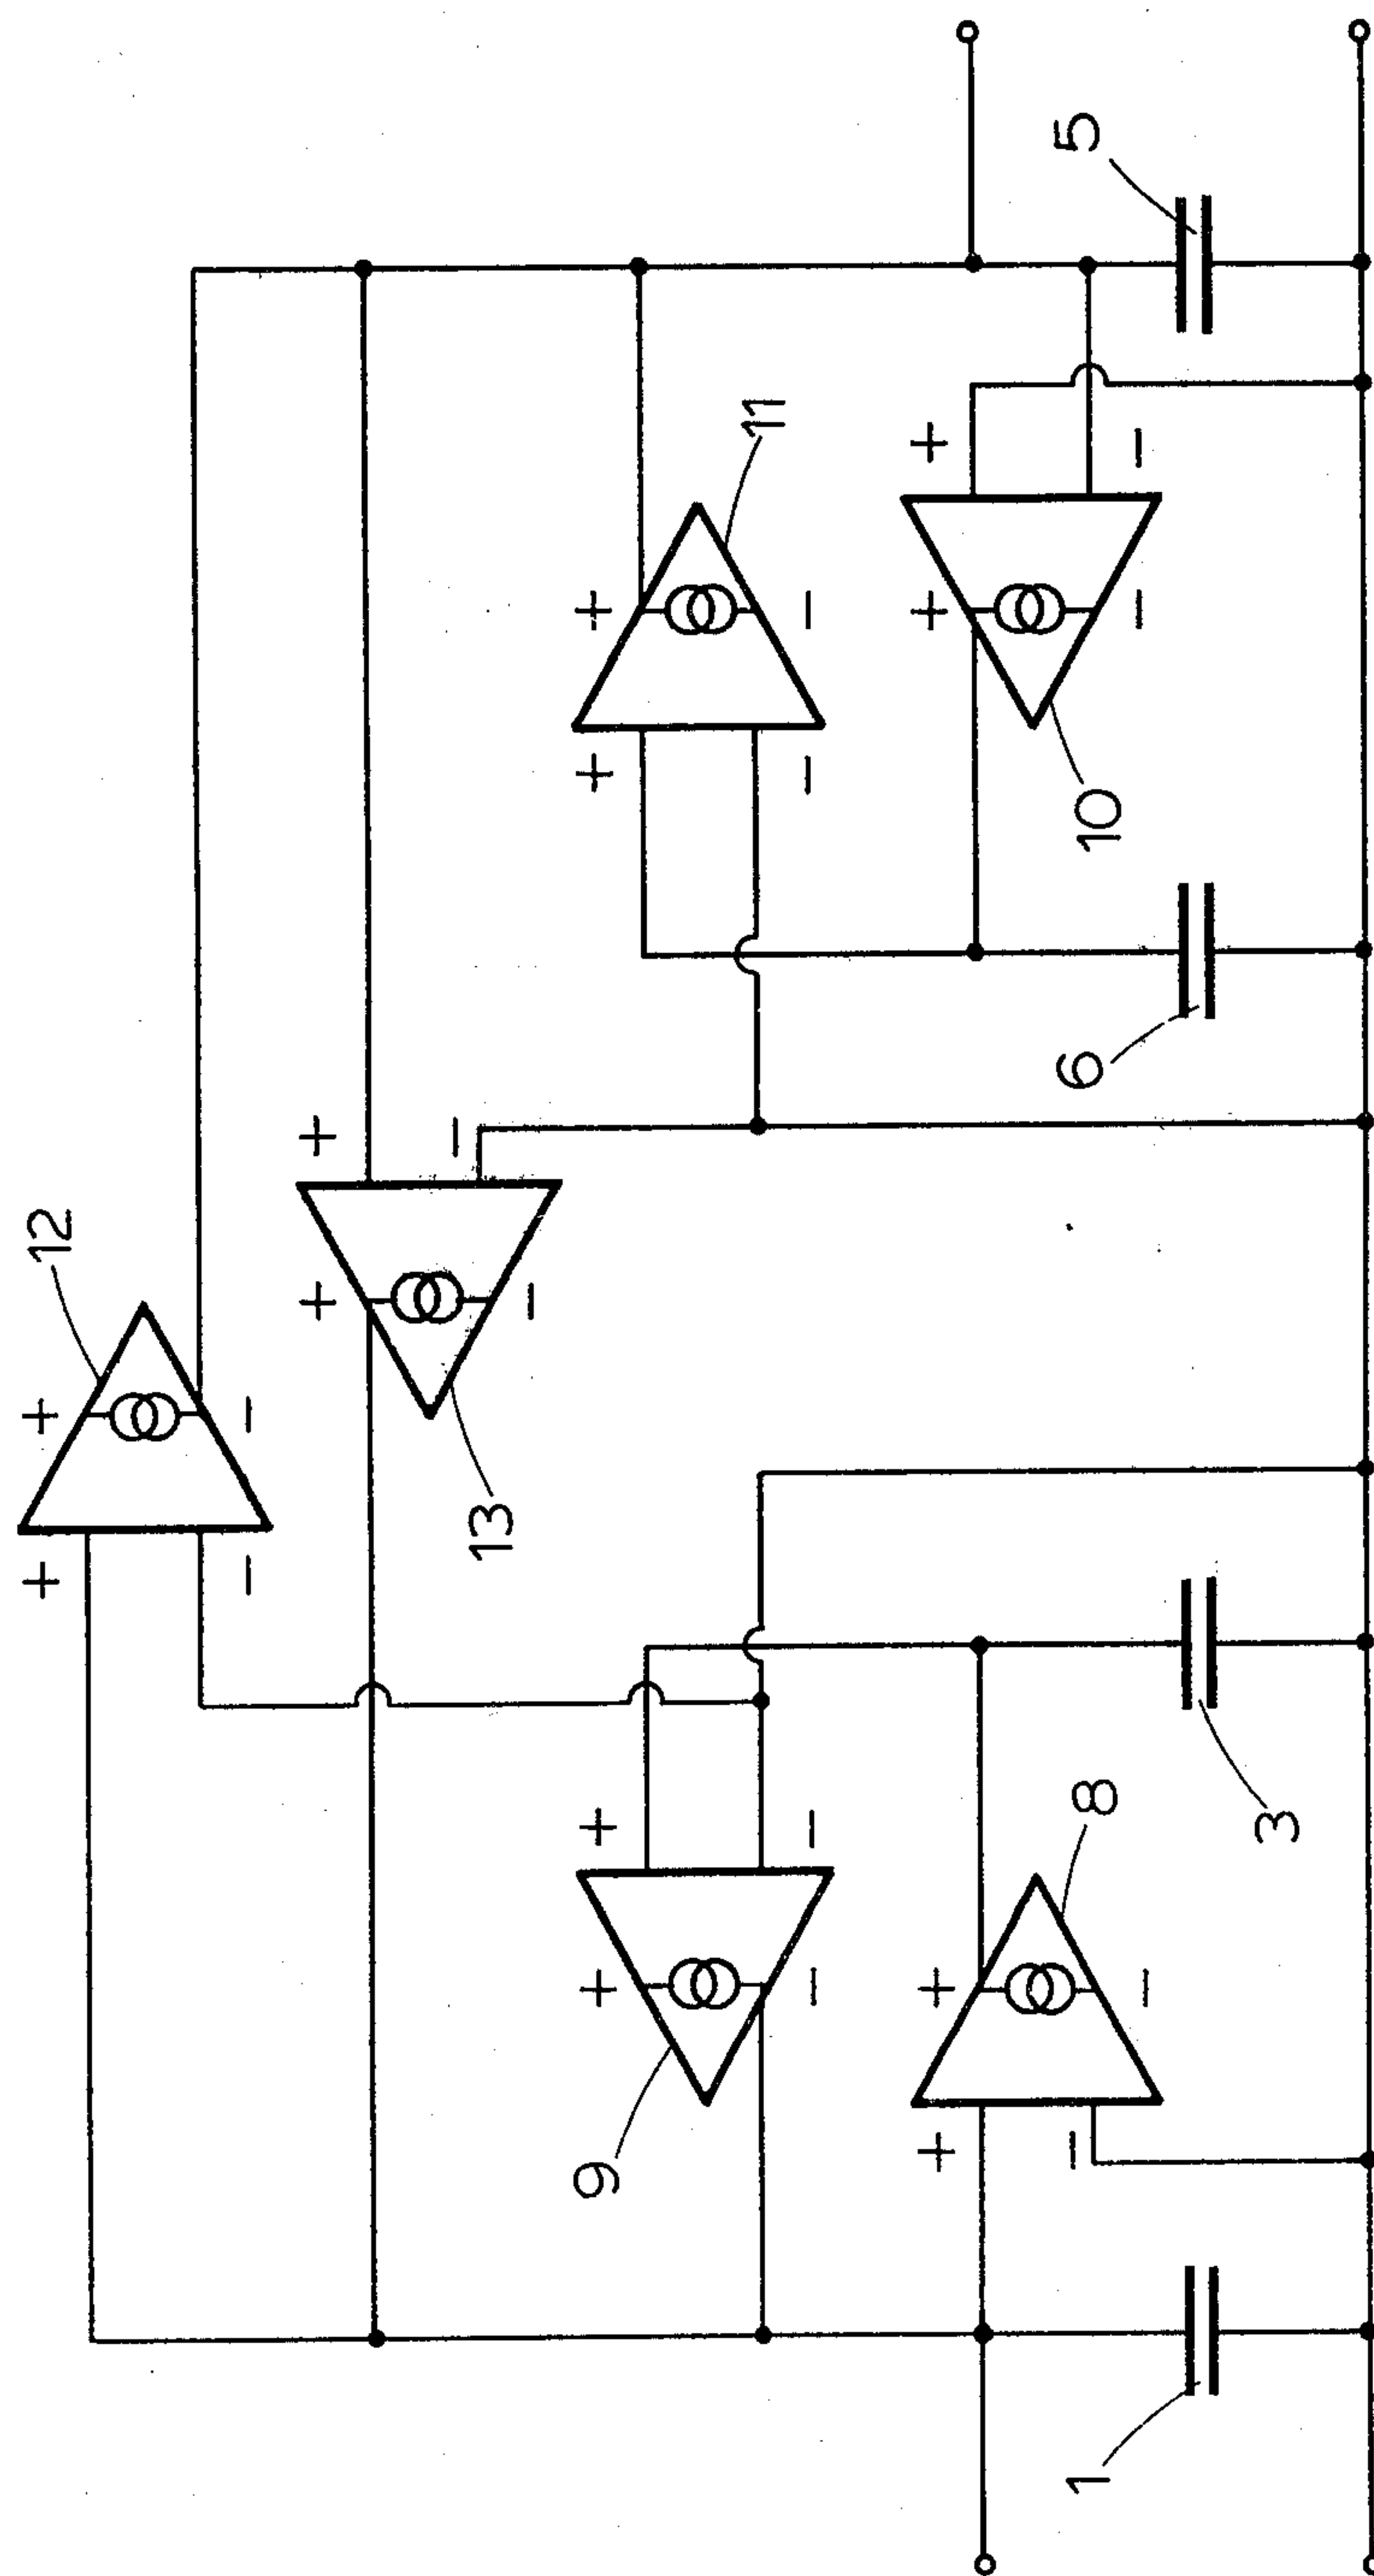 + + 12
− −
+ +
−
13
−
9 + + + +
11
− − − −
+ + + +
1 − 8 6 10 5
− − −
3